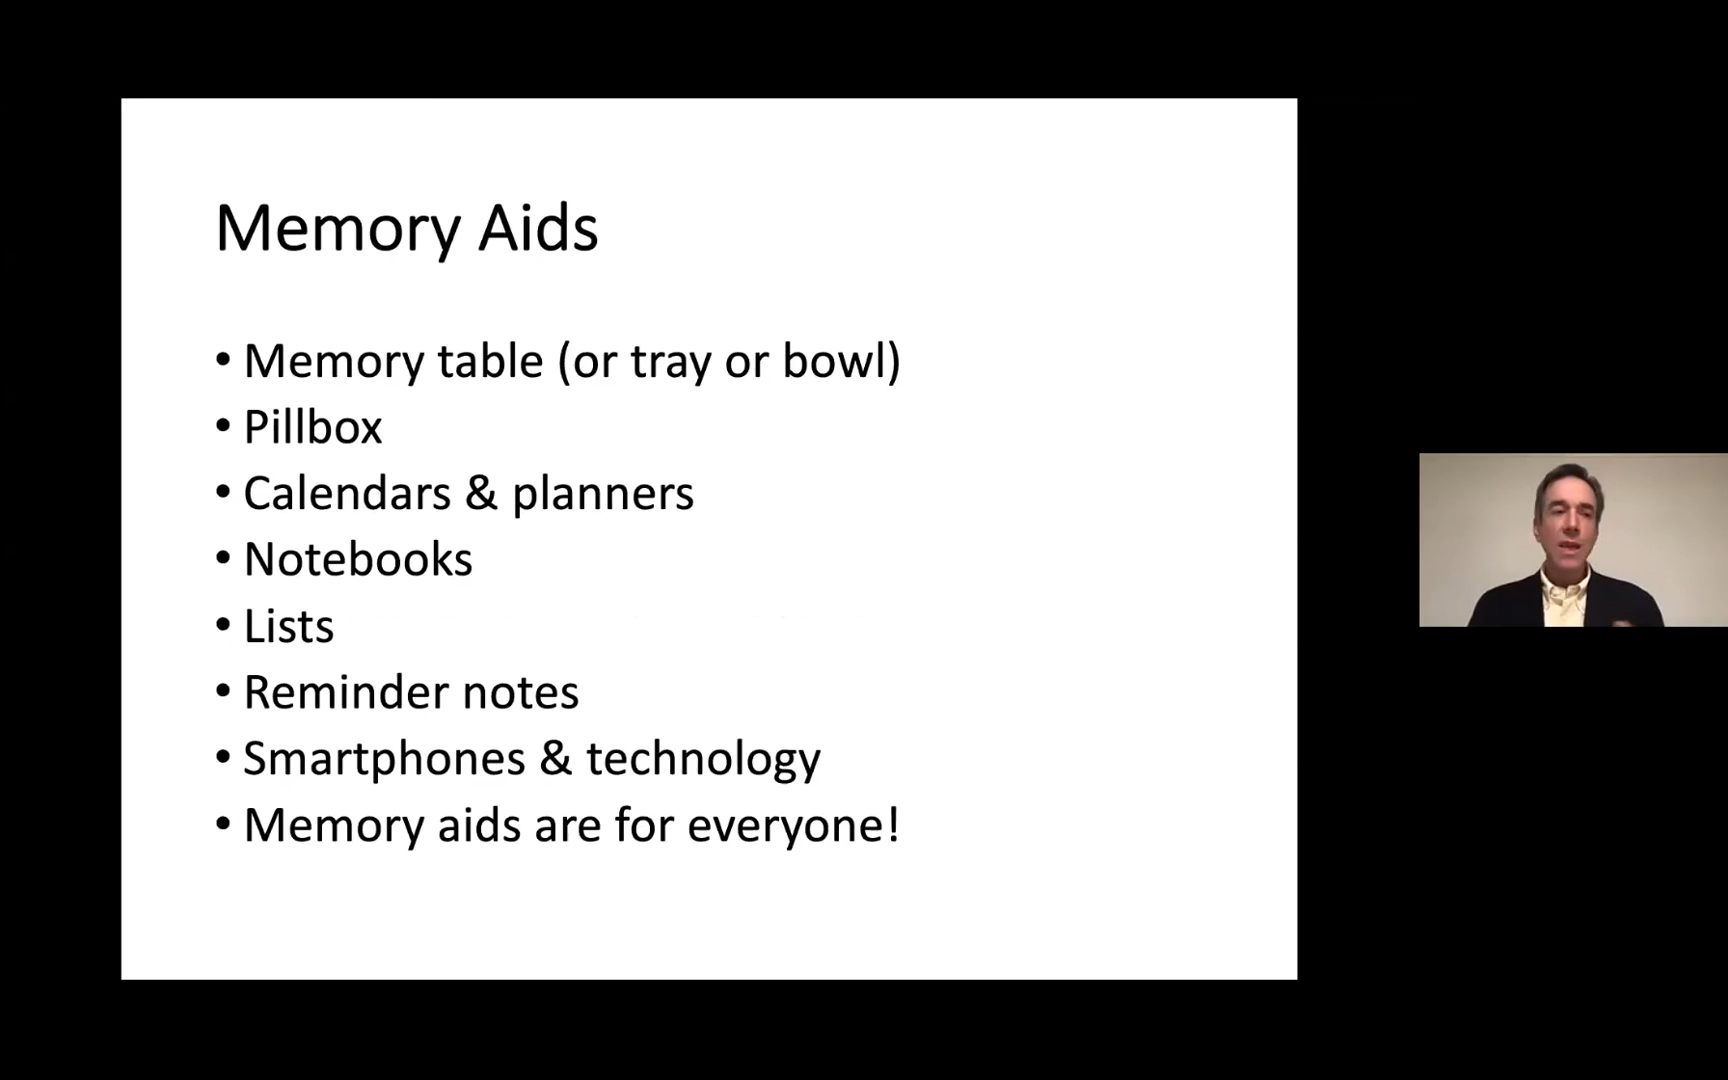 Memory Aids
• Memory table (or tray or bowl)
• Pillbox
• Calendars & planners
• Notebooks
• Lists
• Reminder notes
• Smartphones & technology
• Memory aids are for everyone!